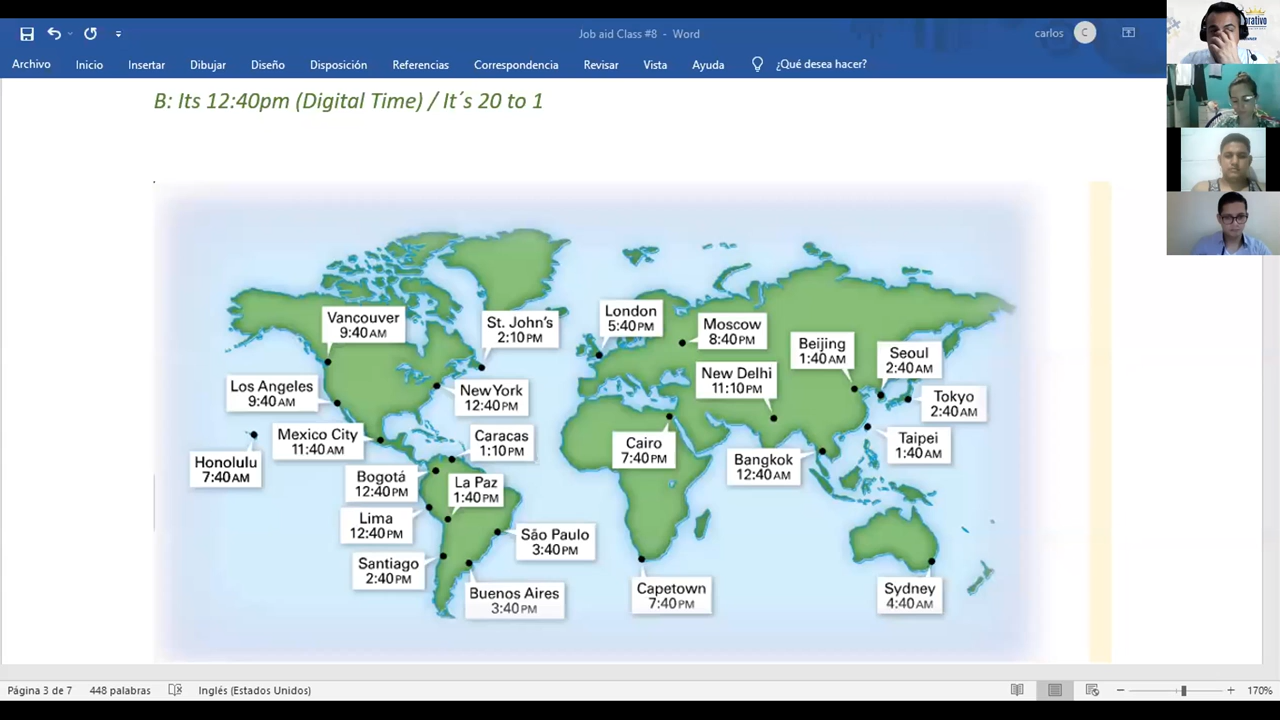 Job aid Class #8 - Word
carlos
C
Archivo Inicio Insertar Dibujar Diseño Disposición Referencias Correspondencia Revisar Vista Ayuda ¿Qué desea hacer?
B: Its 12:40pm (Digital Time) / It´s 20 to 1
Vancouver
9:40 AM
St. John's
2:10 PM
London
5:40 PM
Moscow
8:40 PM
Beijing
1:40 AM
Seoul
2:40 AM
Los Angeles
9:40 AM
New York
12:40 PM
New Delhi
11:10 PM
Tokyo
2:40 AM
Honolulu
7:40 AM
Mexico City
11:40 AM
Caracas
1:10 PM
Cairo
7:40 PM
Bangkok
12:40 AM
Taipei
1:40 AM
Bogotá
12:40 PM
La Paz
1:40 PM
Lima
12:40 PM
São Paulo
3:40 PM
Santiago
2:40 PM
Buenos Aires
3:40 PM
Capetown
7:40 PM
Sydney
4:40 AM
Página 3 de 7 448 palabras Inglés (Estados Unidos) 170%